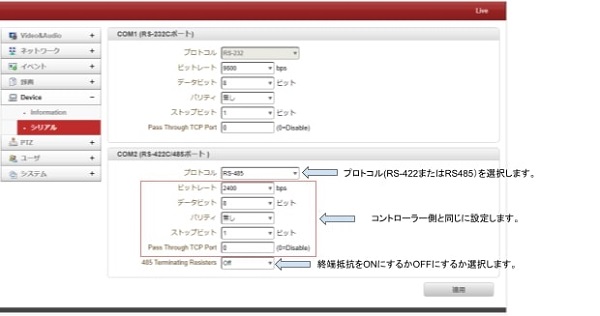 Live
Video&Audio +
ネットワーク +
イベント +
録画 +
Device −
- Information
- シリアル
PTZ +
ユーザ +
システム +
COM1 (RS-232Cポート)
プロトコル RS-232
ビットレート 9600 bps
データビット 8 ビット
パリティ 無し
ストップビット 1 ビット
Pass Through TCP Port 0 (0=Disable)
COM2 (RS-422C/485ポート)
プロトコル RS-485 プロトコル(RS-422またはRS485)を選択します。
ビットレート 2400 bps
データビット 8 ビット
パリティ 無し コントローラー側と同じに設定します。
ストップビット 1 ビット
Pass Through TCP Port 0 (0=Disable)
485 Terminating Resisters Off 終端抵抗をONにするかOFFにするか選択します。
適用